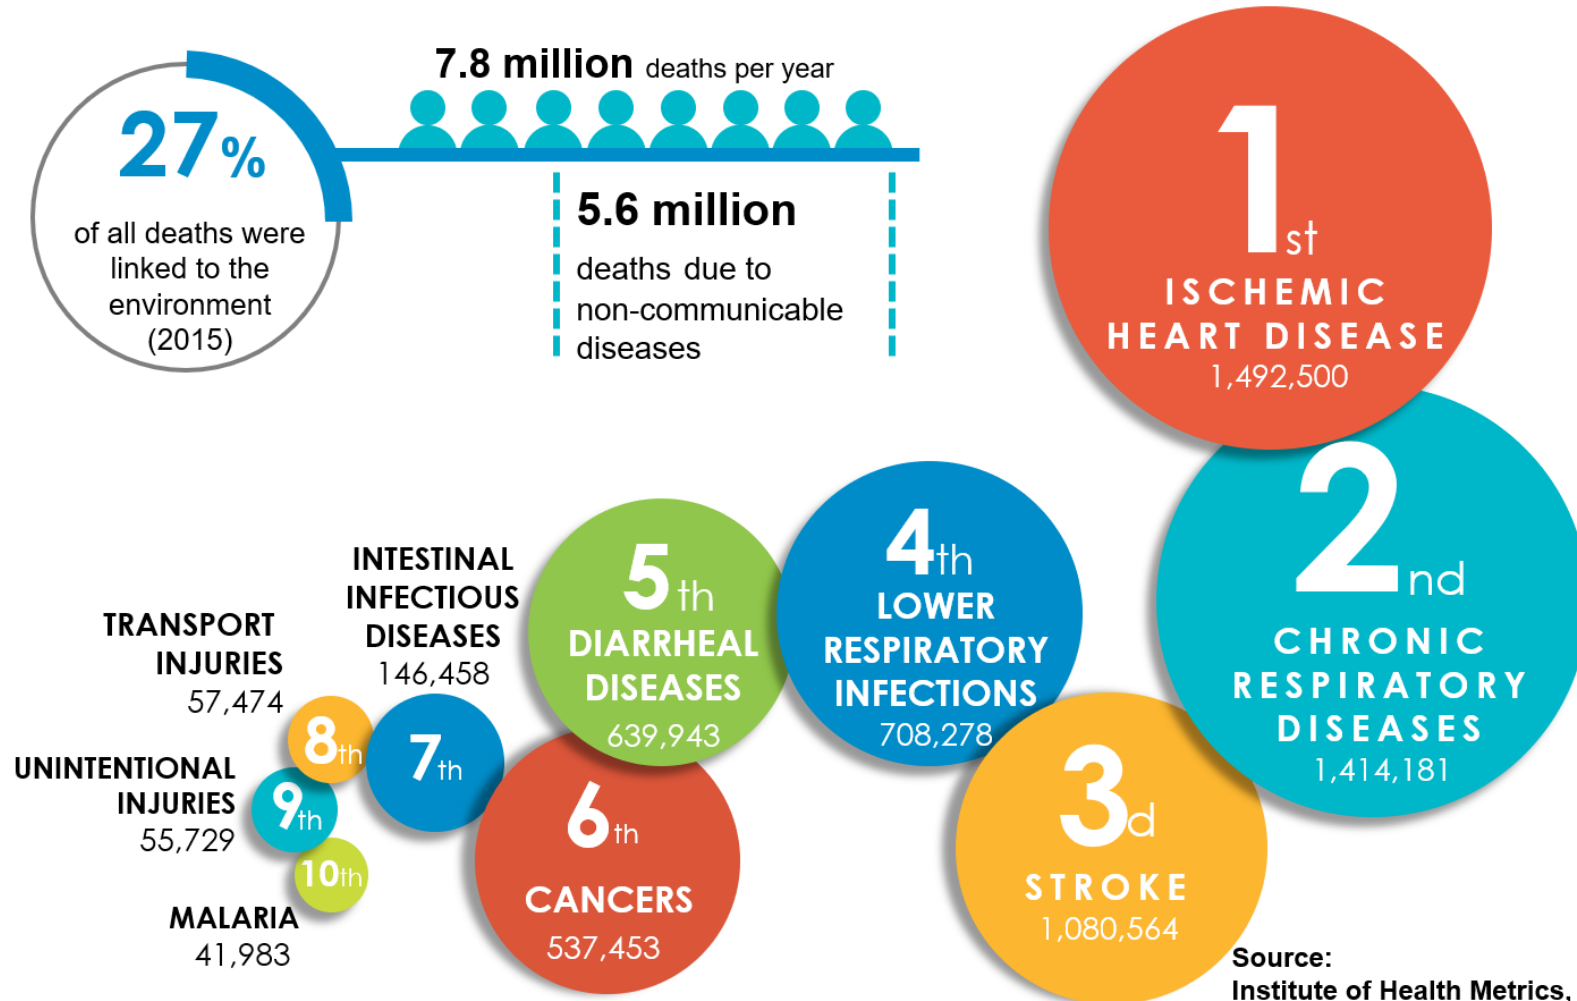 27%
of all deaths were
linked to the
environment
(2015)
7.8 million deaths per year
5.6 million
deaths due to
non-communicable
diseases
1st
ISCHEMIC
HEART DISEASE
1,492,500
2nd
CHRONIC
RESPIRATORY
DISEASES
1,414,181
3d
STROKE
1,080,564
4th
LOWER
RESPIRATORY
INFECTIONS
708,278
5th
DIARRHEAL
DISEASES
639,943
6th
CANCERS
537,453
INTESTINAL
INFECTIOUS
DISEASES
146,458
7th
TRANSPORT
INJURIES
57,474
8th
UNINTENTIONAL
INJURIES
55,729
9th
10th
MALARIA
41,983
Source:
Institute of Health Metrics,